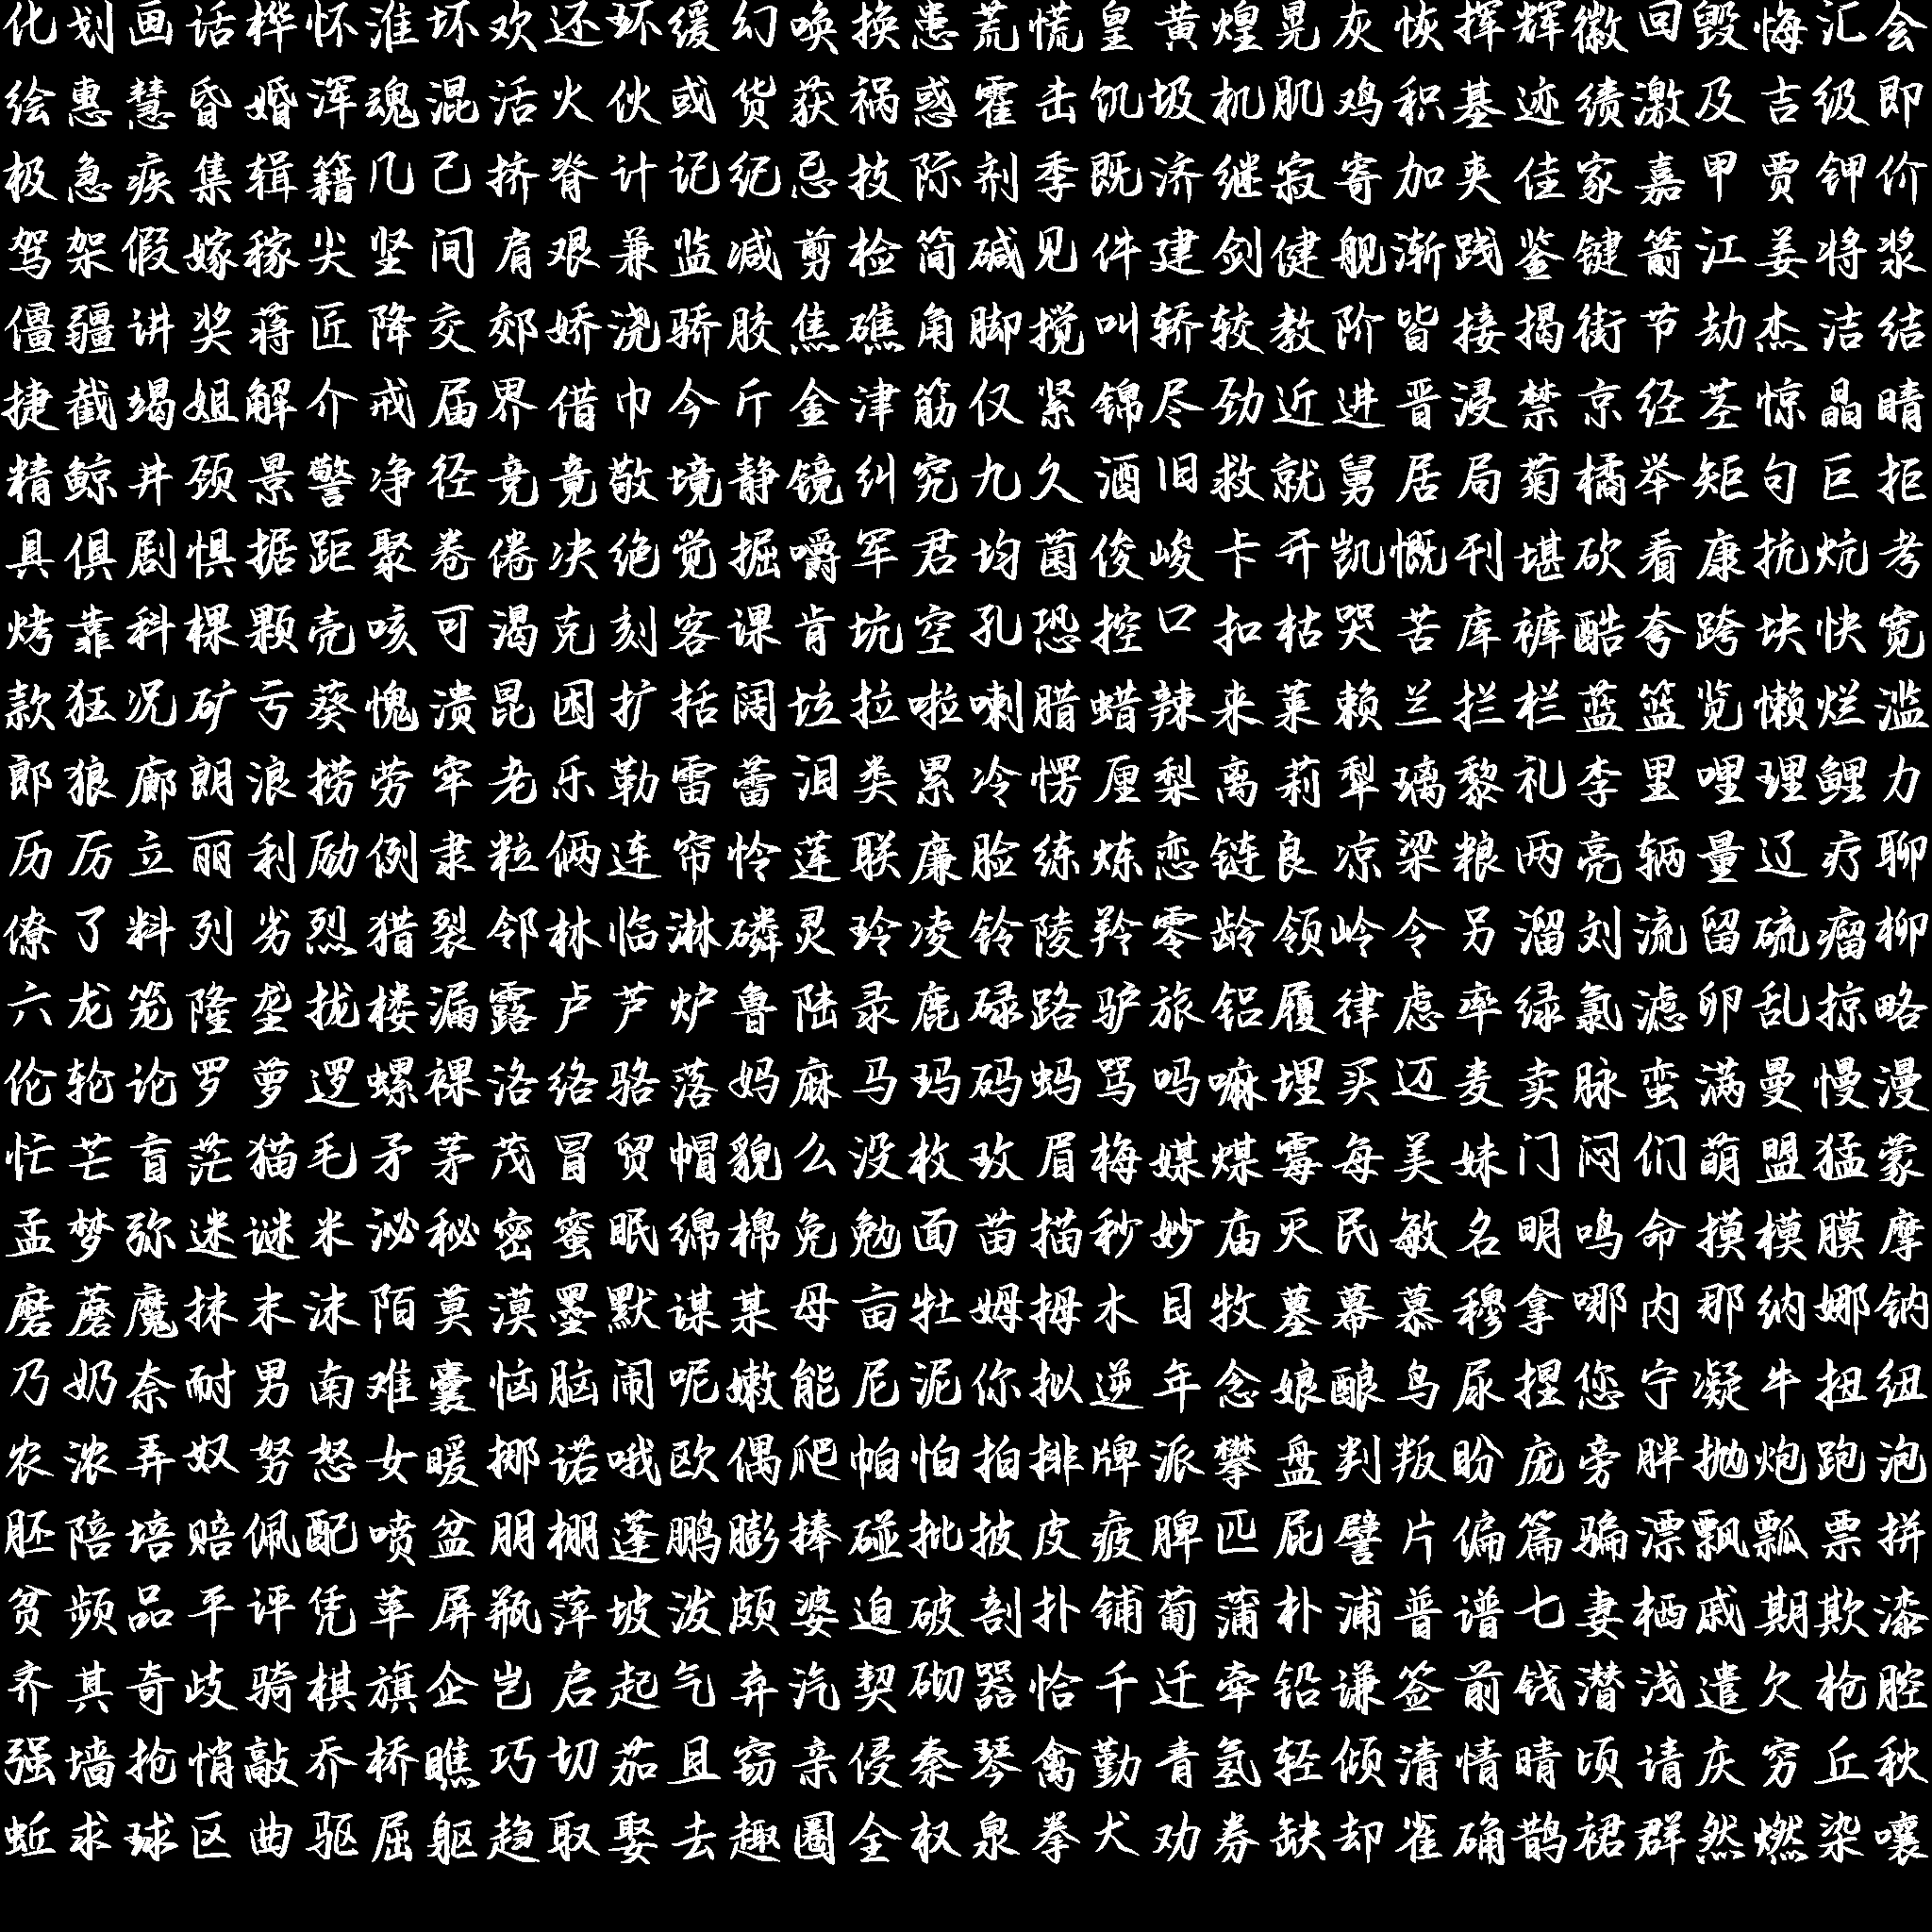 化划画话桦怀淮坏欢还环缓幻唤换患荒慌皇黄煌晃灰恢挥辉徽回毁悔汇会
绘惠慧昏婚浑魂混活火伙或货获祸惑霍击饥圾机肌鸡积基迹绩激及吉级即
极急疾集辑籍几己挤脊计记纪忌技际剂季既济继寂寄加夹佳家嘉甲贾钾价
驾架假嫁稼尖坚间肩艰兼监减剪检简碱见件建剑健舰渐践鉴键箭江姜将浆
僵疆讲奖蒋匠降交郊娇浇骄胶焦礁角脚搅叫轿较教阶皆接揭街节劫杰洁结
捷截竭姐解介戒届界借巾今斤金津筋仅紧锦尽劲近进晋浸禁京经茎惊晶睛
精鲸井颈景警净径竞竟敬境静镜纠究九久酒旧救就舅居局菊橘举矩句巨拒
具俱剧惧据距聚卷倦决绝觉掘嚼军君均菌俊峻卡开凯慨刊堪砍看康抗炕考
烤靠科棵颗壳咳可渴克刻客课肯坑空孔恐控口扣枯哭苦库裤酷夸跨块快宽
款狂况矿亏葵愧溃昆困扩括阔垃拉啦喇腊蜡辣来莱赖兰拦栏蓝篮览懒烂滥
郎狼廊朗浪捞劳牢老乐勒雷蕾泪类累冷愣厘梨离莉犁璃黎礼李里哩理鲤力
历厉立丽利励例隶粒俩连帘怜莲联廉脸练炼恋链良凉梁粮两亮辆量辽疗聊
僚了料列劣烈猎裂邻林临淋磷灵玲凌铃陵羚零龄领岭令另溜刘流留硫瘤柳
六龙笼隆垄拢楼漏露卢芦炉鲁陆录鹿碌路驴旅铝履律虑率绿氯滤卵乱掠略
伦轮论罗萝逻螺裸洛络骆落妈麻马玛码蚂骂吗嘛埋买迈麦卖脉蛮满曼慢漫
忙芒盲茫猫毛矛茅茂冒贸帽貌么没枚玫眉梅媒煤霉每美妹门闷们萌盟猛蒙
孟梦弥迷谜米泌秘密蜜眠绵棉免勉面苗描秒妙庙灭民敏名明鸣命摸模膜摩
磨蘑魔抹末沫陌莫漠墨默谋某母亩牡姆拇木目牧墓幕慕穆拿哪内那纳娜钠
乃奶奈耐男南难囊恼脑闹呢嫩能尼泥你拟逆年念娘酿鸟尿捏您宁凝牛扭纽
农浓弄奴努怒女暖挪诺哦欧偶爬帕怕拍排牌派攀盘判叛盼庞旁胖抛炮跑泡
胚陪培赔佩配喷盆朋棚蓬鹏膨捧碰批披皮疲脾匹屁譬片偏篇骗漂飘瓢票拼
贫频品平评凭苹屏瓶萍坡泼颇婆迫破剖扑铺葡蒲朴浦普谱七妻栖戚期欺漆
齐其奇歧骑棋旗企岂启起气弃汽契砌器恰千迁牵铅谦签前钱潜浅遣欠枪腔
强墙抢悄敲乔桥瞧巧切茄且窃亲侵秦琴禽勤青氢轻倾清情晴顷请庆穷丘秋
蚯求球区曲驱屈躯趋取娶去趣圈全权泉拳犬劝券缺却雀确鹊裙群然燃染嚷